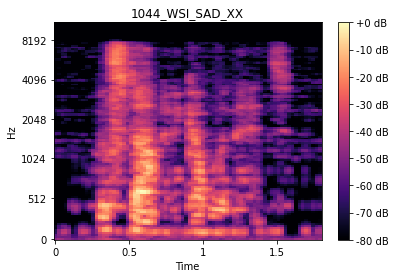 1044_WSI_SAD_XX
8192
4096
2048
1024
512
0
Hz
0
0.5
1
1.5
Time
+0 dB
-10 dB
-20 dB
-30 dB
-40 dB
-50 dB
-60 dB
-70 dB
-80 dB